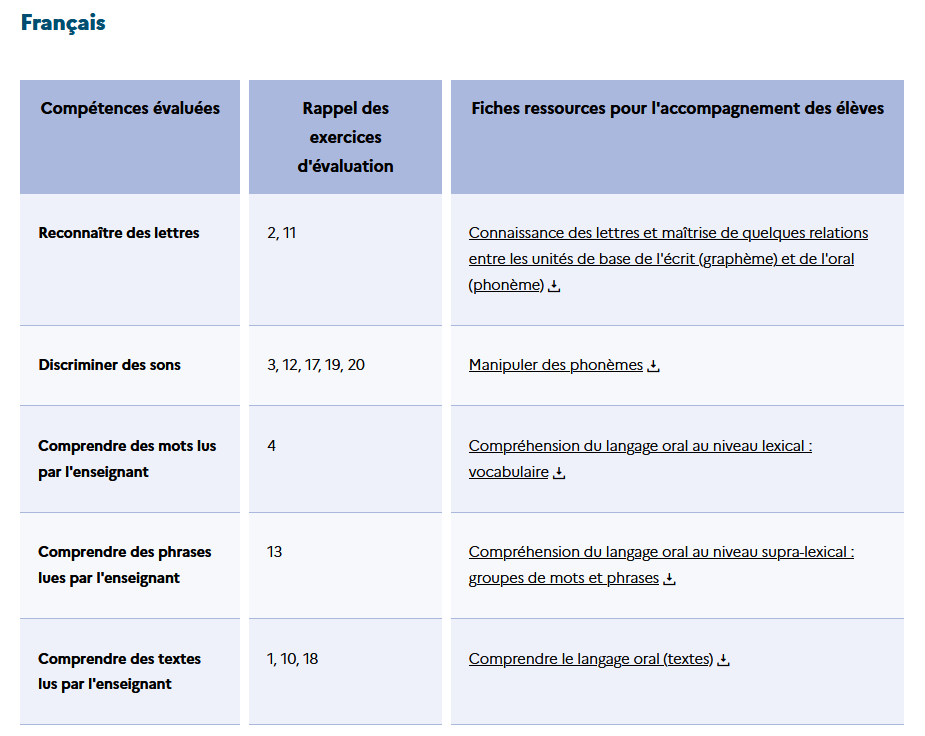 Français
Compétences évaluées
Rappel des
exercices
d'évaluation
Fiches ressources pour l'accompagnement des élèves
Reconnaître des lettres
2, 11
Connaissance des lettres et maîtrise de quelques relations
entre les unités de base de l'écrit (graphème) et de l'oral
(phonème)
Discriminer des sons
3, 12, 17, 19, 20
Manipuler des phonèmes
Comprendre des mots lus
par l'enseignant
4
Compréhension du langage oral au niveau lexical :
vocabulaire
Comprendre des phrases
lues par l'enseignant
13
Compréhension du langage oral au niveau supra-lexical :
groupes de mots et phrases
Comprendre des textes
lus par l'enseignant
1, 10, 18
Comprendre le langage oral (textes)